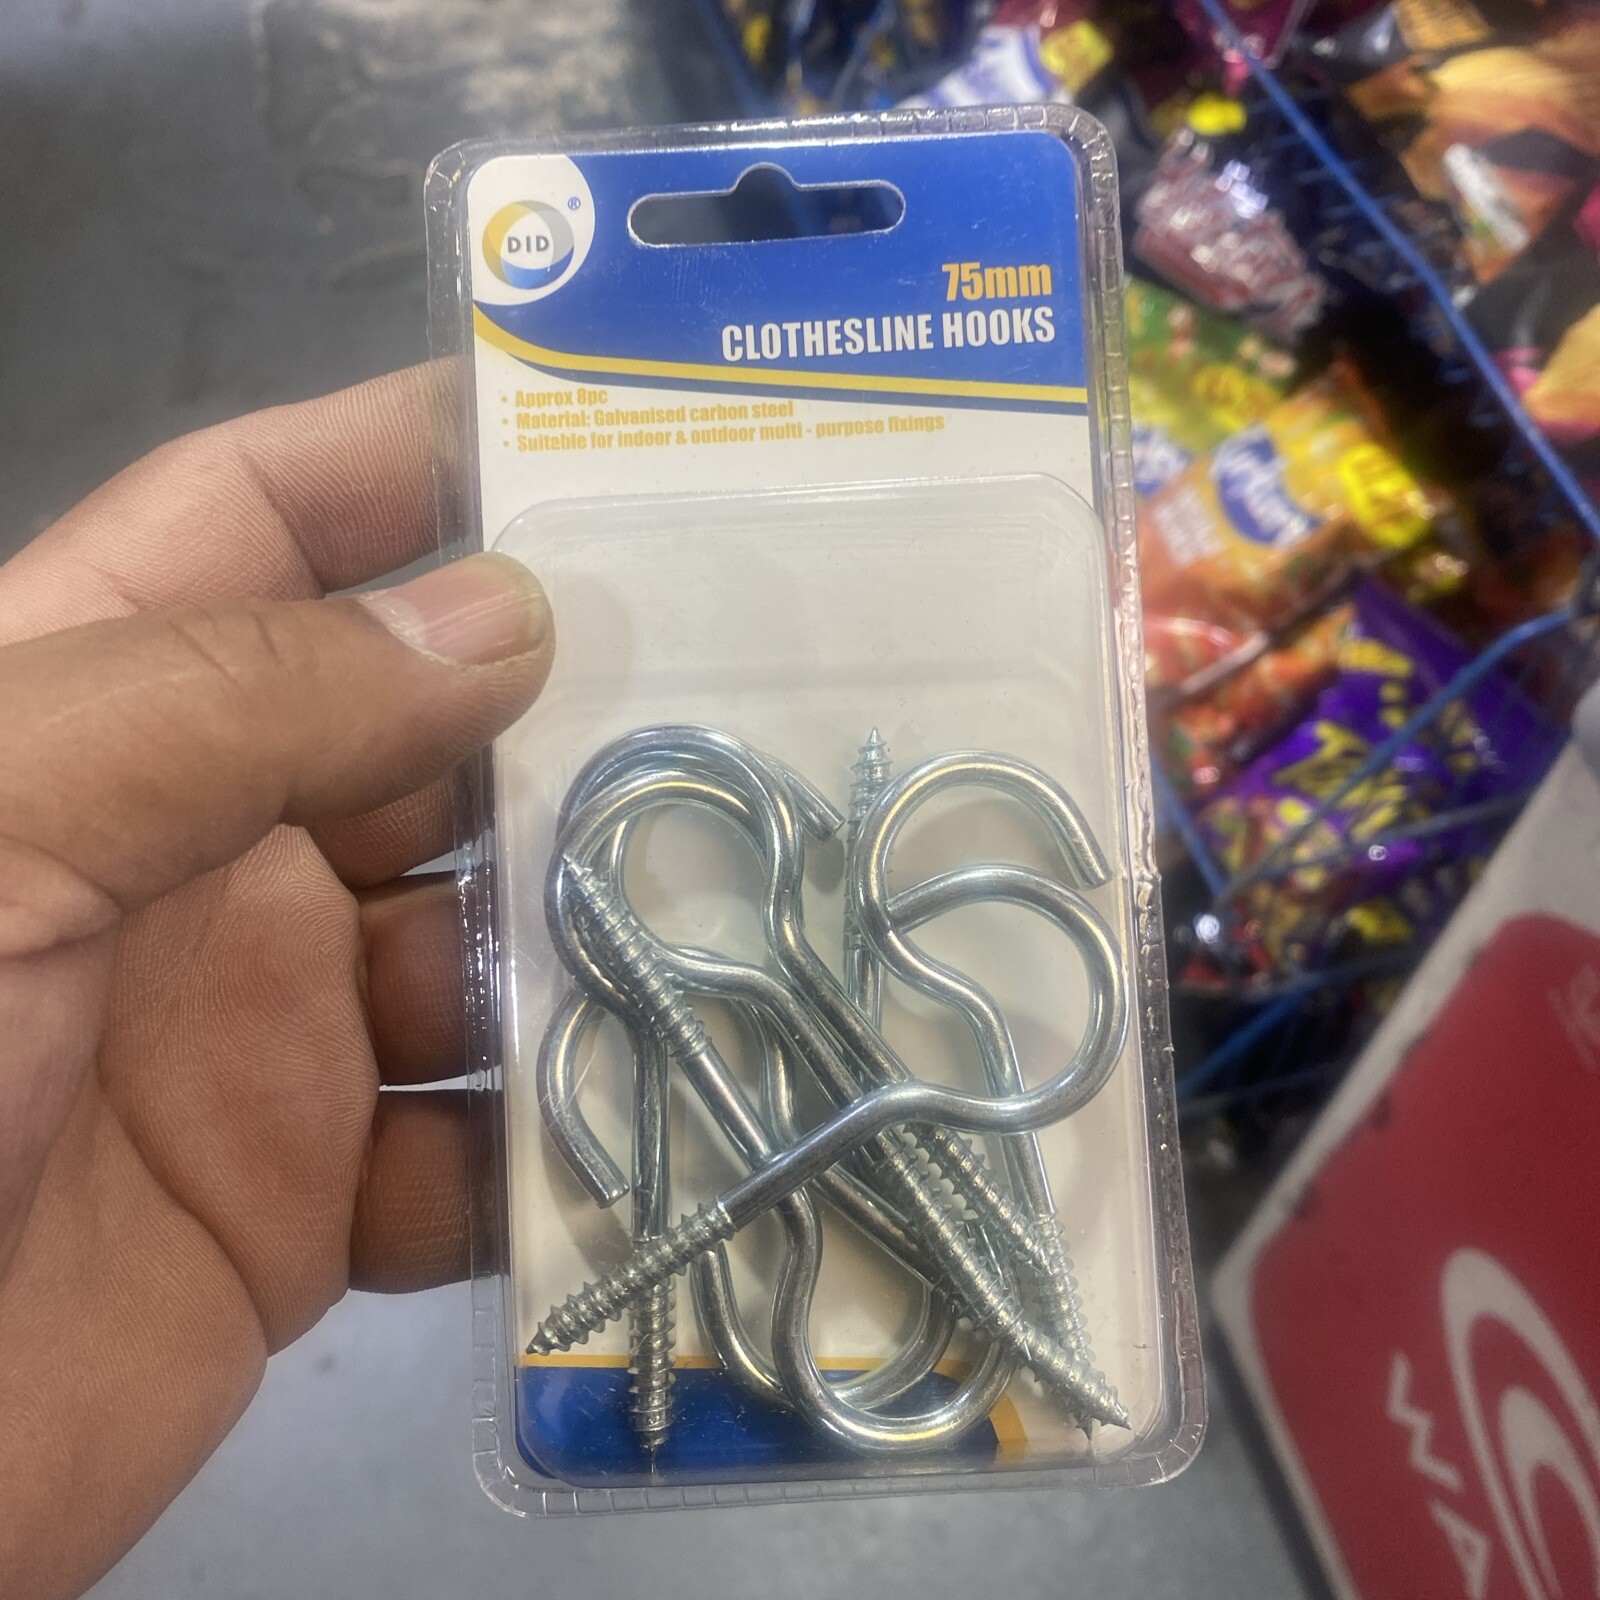 DID ®
75mm
CLOTHESLINE HOOKS
• Approx 8pc
• Material: Galvanised carbon steel
• Suitable for indoor & outdoor multi - purpose fixings